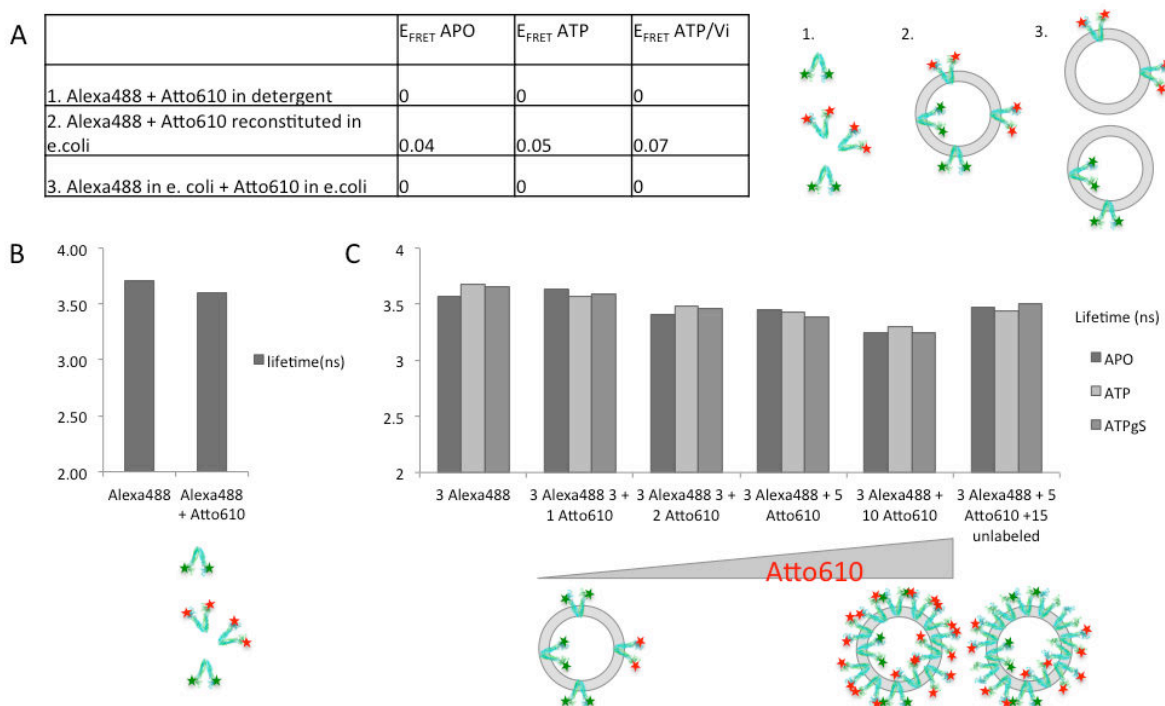 A
E_FRET APO
E_FRET ATP
E_FRET ATP/Vi
1. Alexa488 + Atto610 in detergent
0
0
0
2. Alexa488 + Atto610 reconstituted in
e.coli
0.04
0.05
0.07
3. Alexa488 in e. coli + Atto610 in e.coli
0
0
0
1.
2.
3.
B
4.00
3.50
3.00
2.50
2.00
lifetime(ns)
Alexa488
Alexa488
+ Atto610
C
4
3.5
3
2.5
2
3 Alexa488
3 Alexa488 3 +
1 Atto610
3 Alexa488 3 +
2 Atto610
3 Alexa488 + 5
Atto610
3 Alexa488 +
10 Atto610
3 Alexa488 + 5
Atto610 +15
unlabeled
Lifetime (ns)
APO
ATP
ATPgS
Atto610